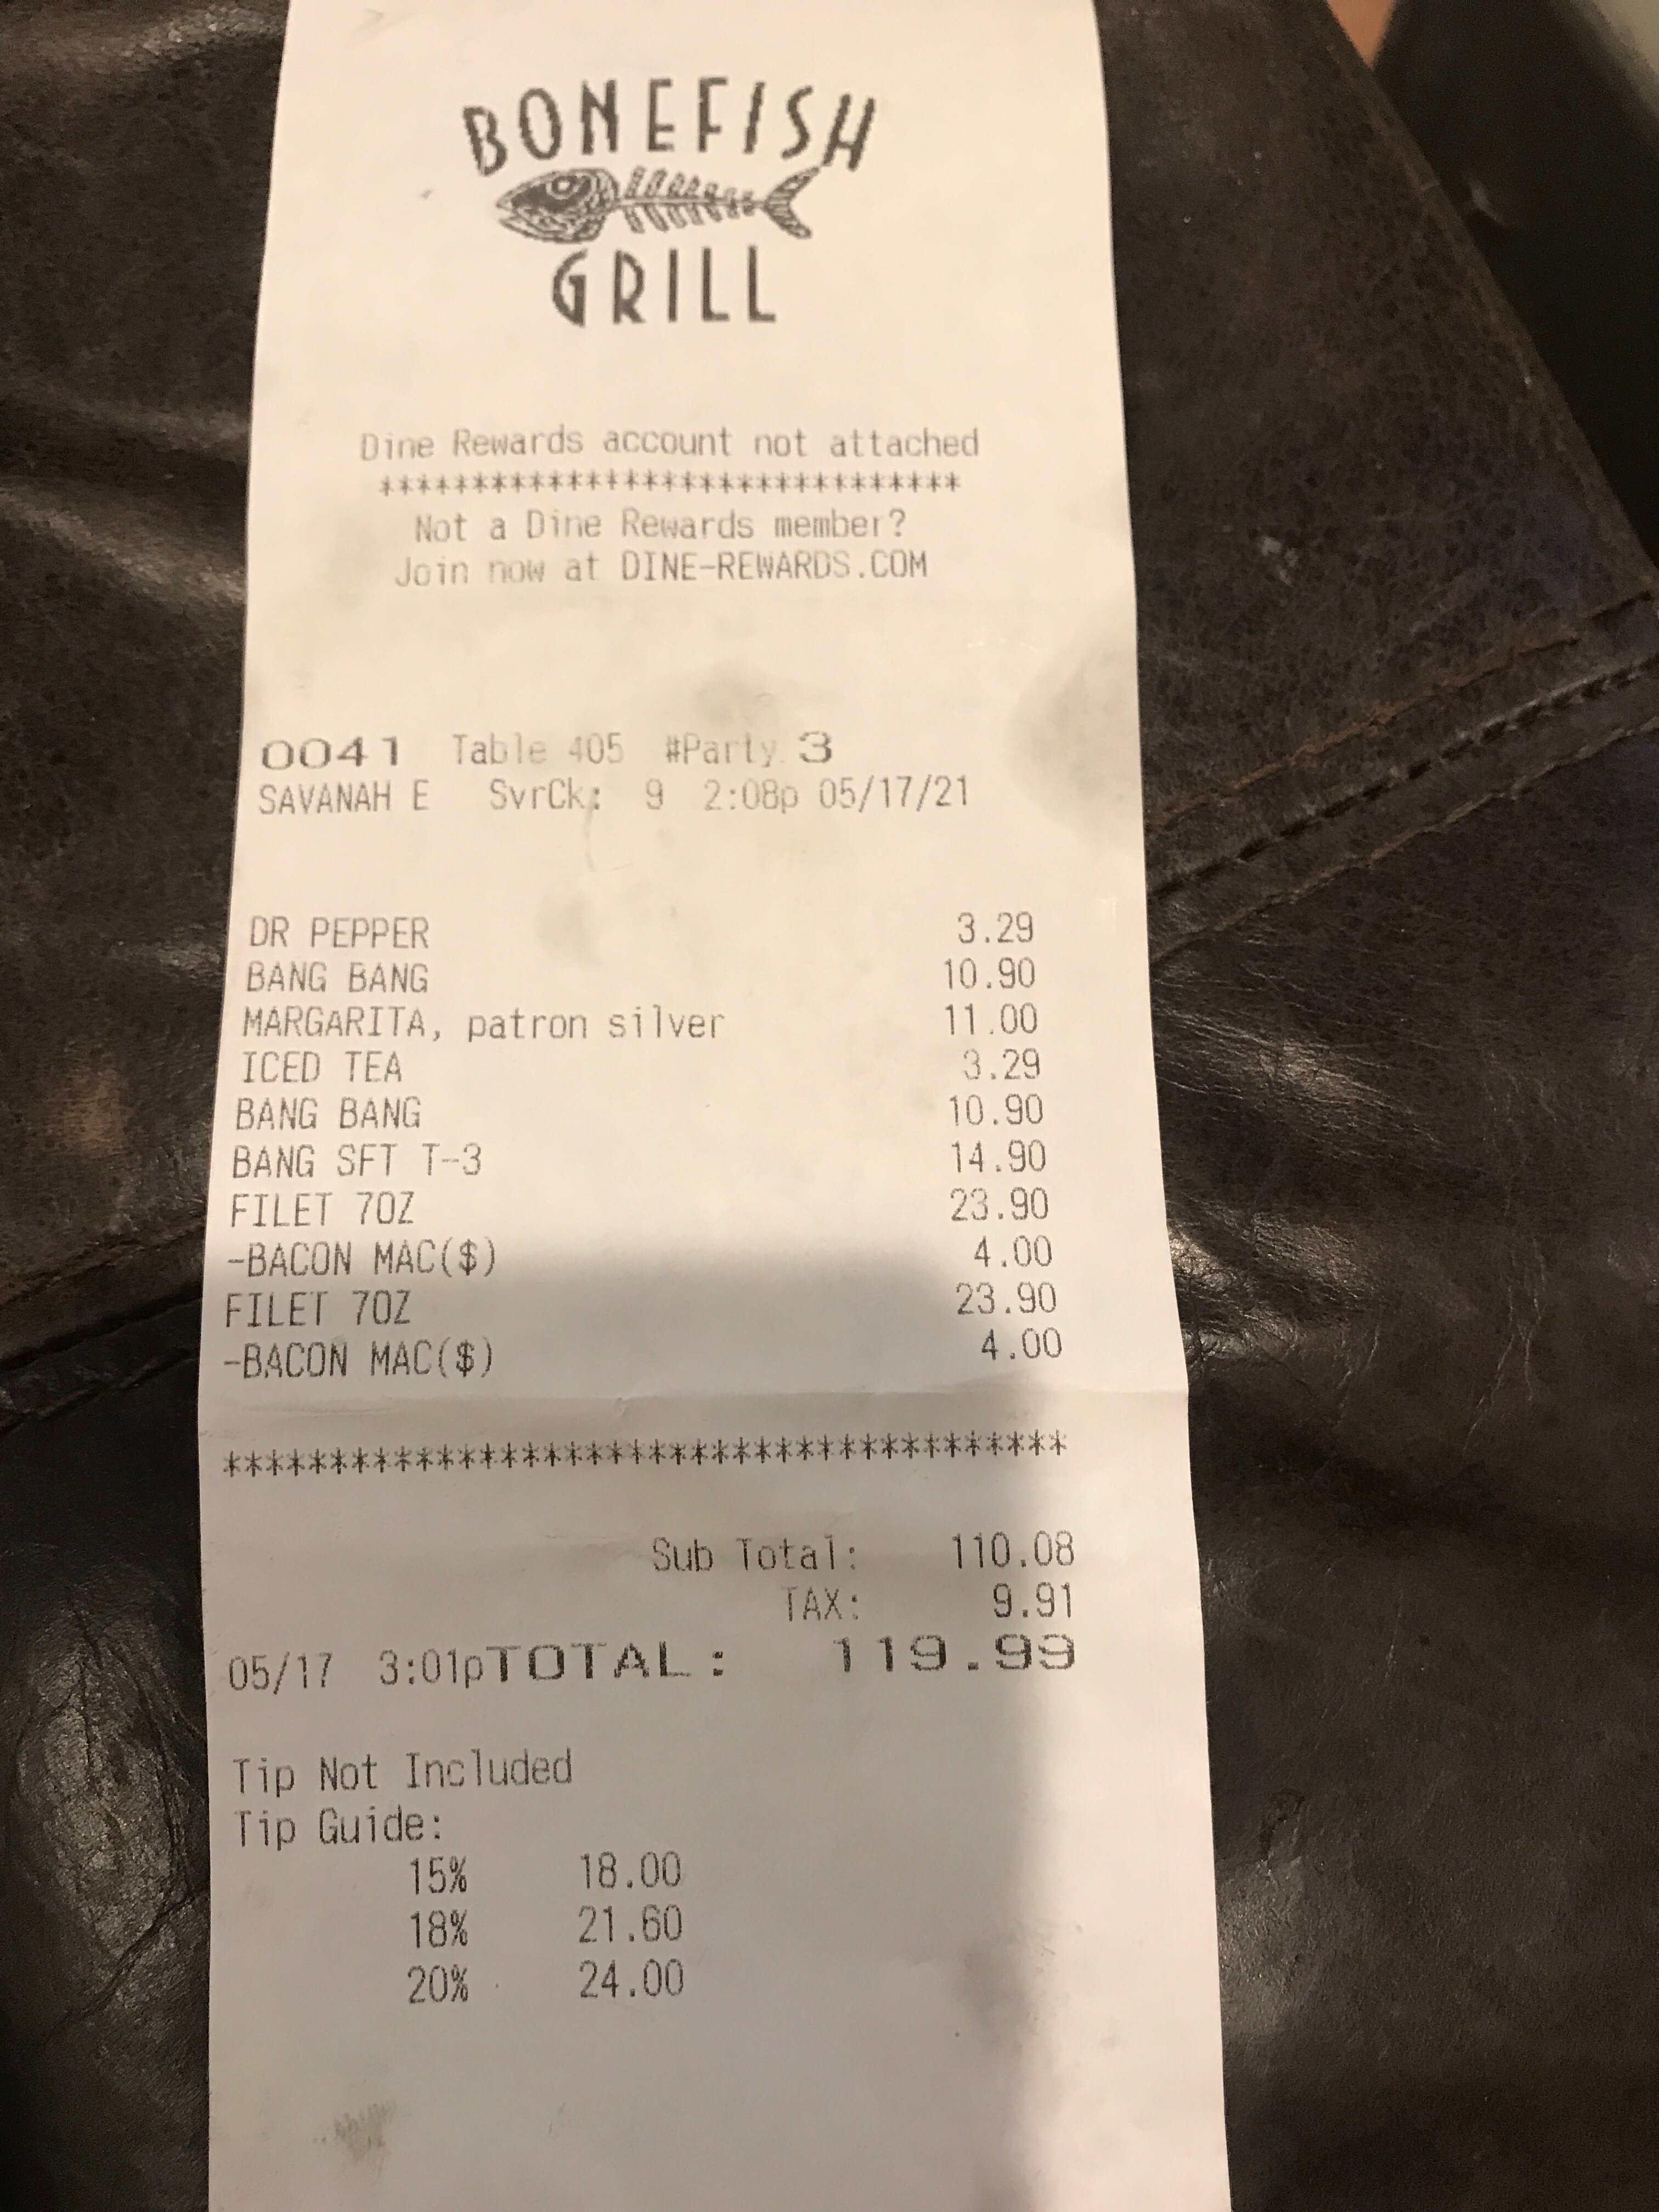 BONEFISH
GRILL
Dine Rewards account not attached
*******************************
Not a Dine Rewards member?
Join now at DINE-REWARDS.COM
0041 Table 405 #Party 3
SAVANAH E SvrCk: 9 2:08p 05/17/21
DR PEPPER 3.29
BANG BANG 10.90
MARGARITA, patron silver 11.00
ICED TEA 3.29
BANG BANG 10.90
BANG SFT T-3 14.90
FILET 7OZ 23.90
-BACON MAC($) 4.00
FILET 7OZ 23.90
-BACON MAC($) 4.00
****************************************
Sub Total: 110.08
TAX: 9.91
05/17 3:01pTOTAL: 119.99
Tip Not Included
Tip Guide:
15% 18.00
18% 21.60
20% 24.00